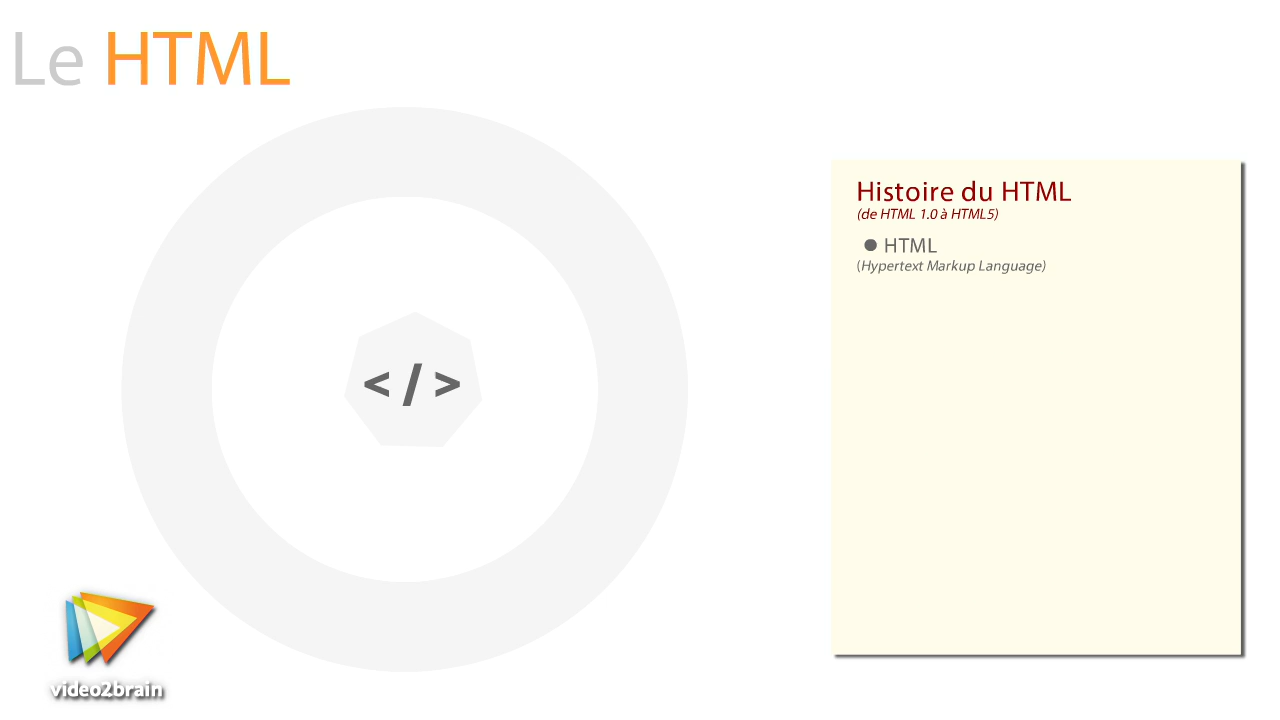 Le HTML
</>
Histoire du HTML
(de HTML 1.0 à HTML5)
● HTML
(Hypertext Markup Language)
video2brain